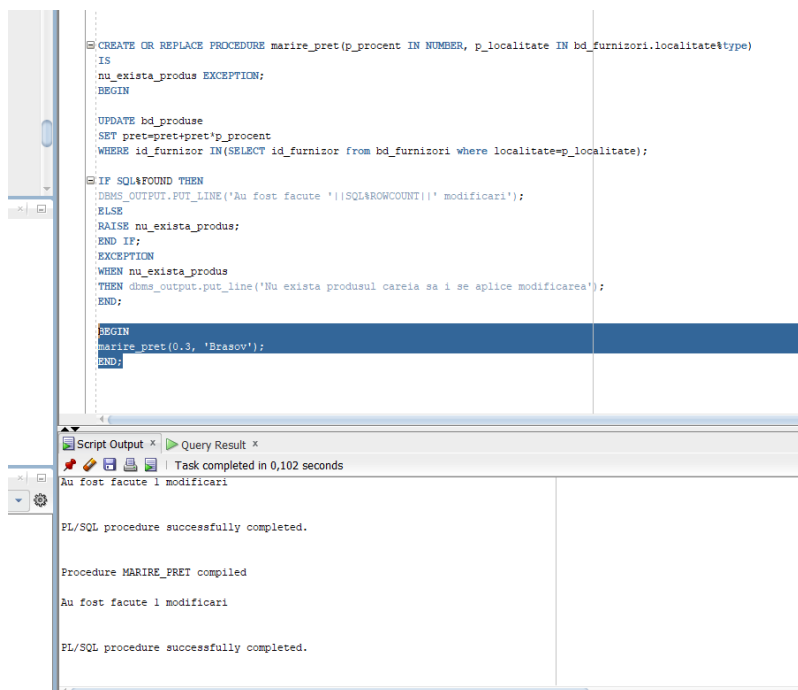 CREATE OR REPLACE PROCEDURE marire_pret(p_procent IN NUMBER, p_localitate IN bd_furnizori.localitate%type)
IS
nu_exista_produs EXCEPTION;
BEGIN
UPDATE bd_produse
SET pret=pret+pret*p_procent
WHERE id_furnizor IN(SELECT id_furnizor from bd_furnizori where localitate=p_localitate);
IF SQL%FOUND THEN
DBMS_OUTPUT.PUT_LINE('Au fost facute '||SQL%ROWCOUNT||' modificari');
ELSE
RAISE nu_exista_produs;
END IF;
EXCEPTION
WHEN nu_exista_produs
THEN dbms_output.put_line('Nu exista produsul careia sa i se aplice modificarea');
END;
BEGIN
marire_pret(0.3, 'Brasov');
END;
Script Output x Query Result x
Task completed in 0,102 seconds
Au fost facute 1 modificari
PL/SQL procedure successfully completed.
Procedure MARIRE_PRET compiled
Au fost facute 1 modificari
PL/SQL procedure successfully completed.